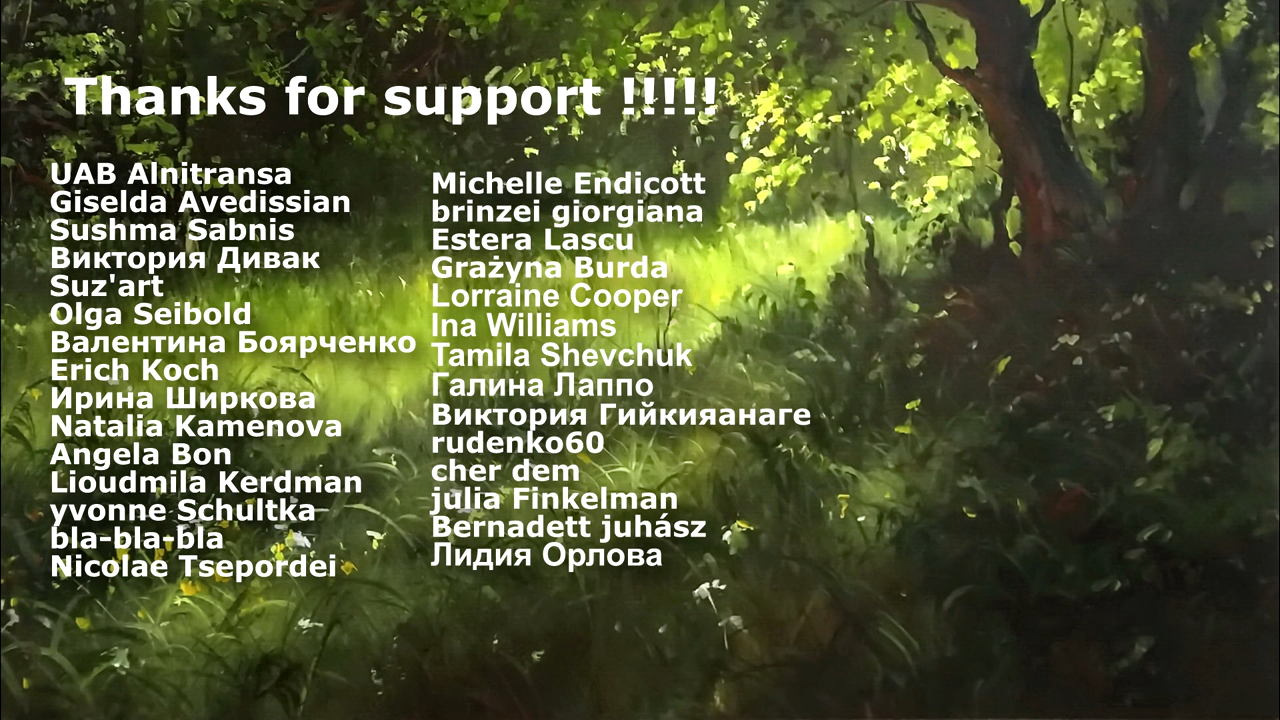 Thanks for support !!!!!
UAB Alnitransa
Giselda Avedissian
Sushma Sabnis
Виктория Дивак
Suz'art
Olga Seibold
Валентина Боярченко
Erich Koch
Ирина Ширкова
Natalia Kamenova
Angela Bon
Lioudmila Kerdman
yvonne Schultka
bla-bla-bla
Nicolae Tsepordei
Michelle Endicott
brinzei giorgiana
Estera Lascu
Grażyna Burda
Lorraine Cooper
Ina Williams
Tamila Shevchuk
Галина Лаппо
Виктория Гийкияанаге
rudenko60
cher dem
julia Finkelman
Bernadett juhász
Лидия Орлова